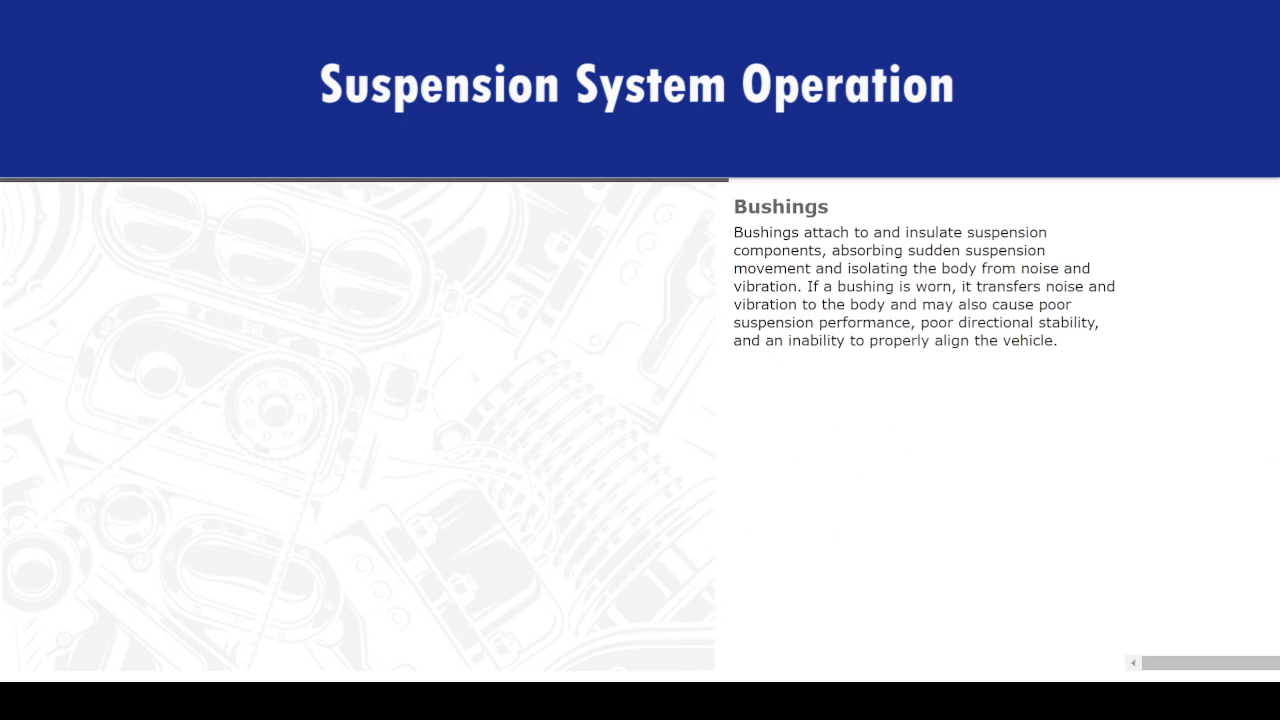 Suspension System Operation
Bushings
Bushings attach to and insulate suspension
components, absorbing sudden suspension
movement and isolating the body from noise and
vibration. If a bushing is worn, it transfers noise and
vibration to the body and may also cause poor
suspension performance, poor directional stability,
and an inability to properly align the vehicle.